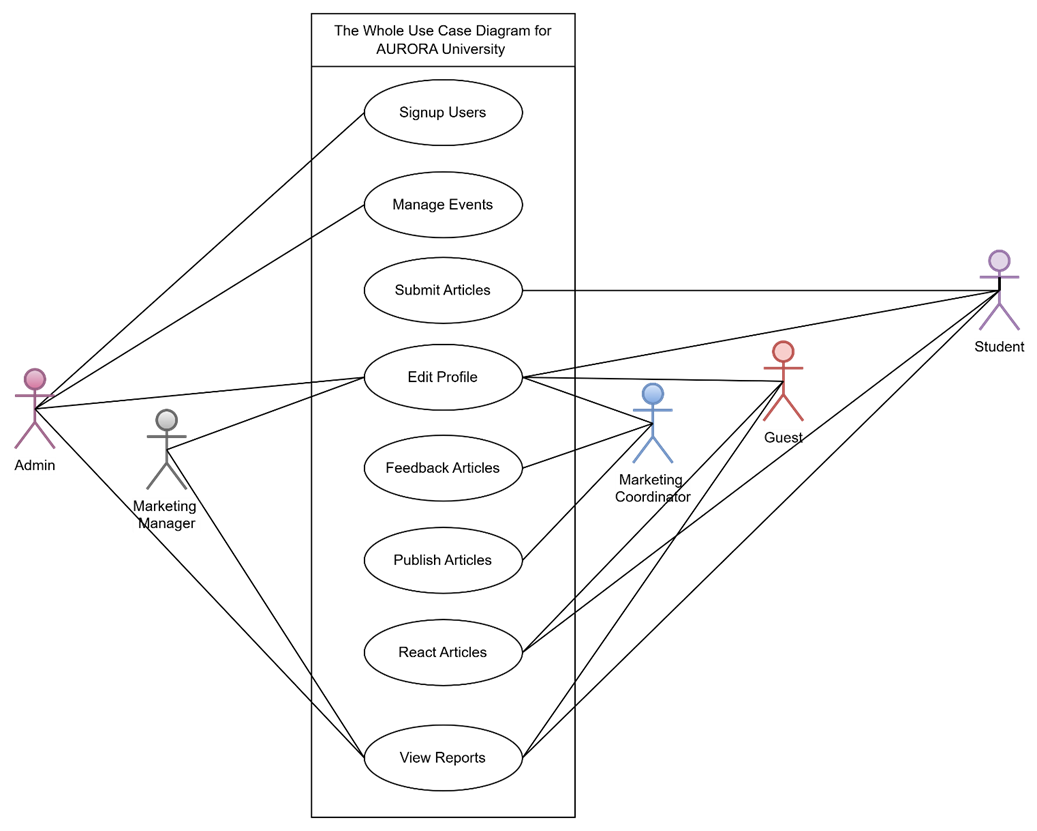 The Whole Use Case Diagram for
AURORA University
Signup Users
Manage Events
Submit Articles
Edit Profile
Feedback Articles
Publish Articles
React Articles
View Reports
Admin
Marketing
Manager
Marketing
Coordinator
Guest
Student